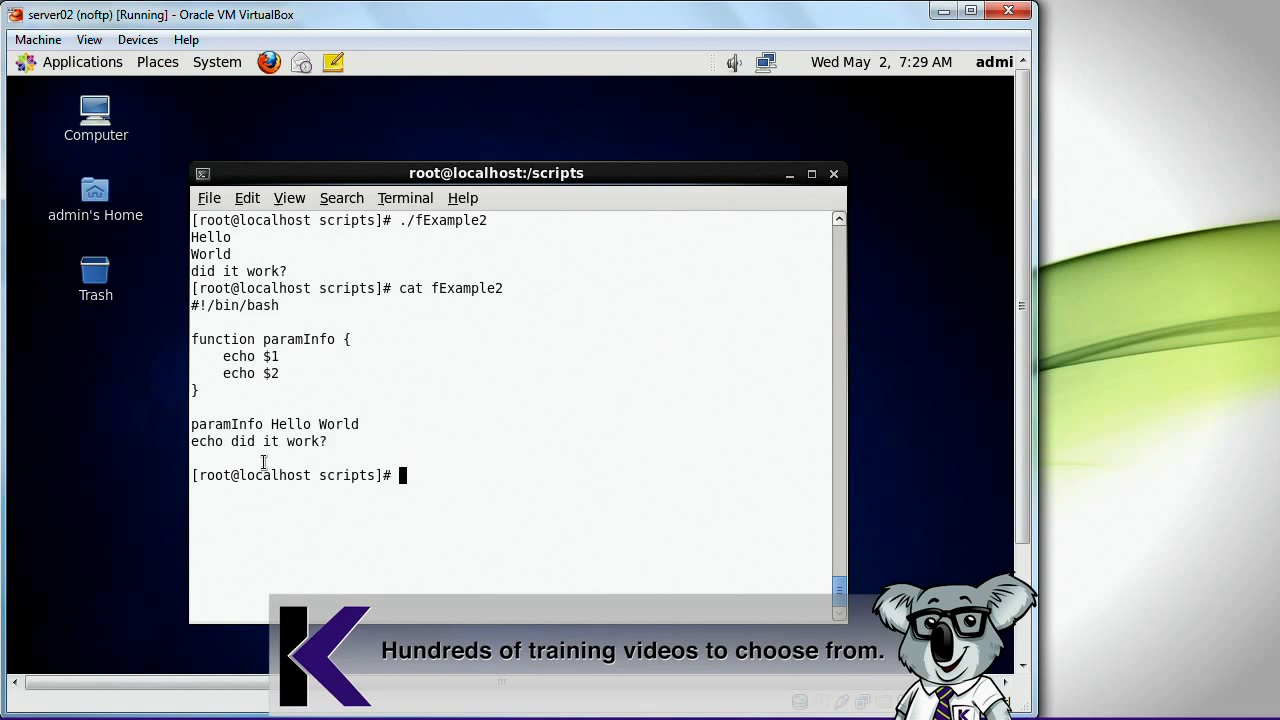 server02 (noftp) [Running] - Oracle VM VirtualBox
Machine View Devices Help
Applications Places System Wed May 2, 7:29 AM admi
Computer
admin's Home
Trash
root@localhost:/scripts
File Edit View Search Terminal Help
[root@localhost scripts]# ./fExample2
Hello
World
did it work?
[root@localhost scripts]# cat fExample2
#!/bin/bash
function paramInfo {
echo $1
echo $2
}
paramInfo Hello World
echo did it work?
[root@localhost scripts]#
K Hundreds of training videos to choose from.
K